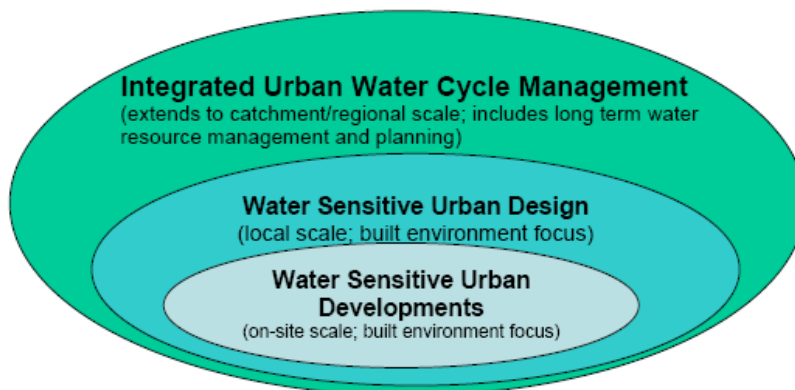 Integrated Urban Water Cycle Management
(extends to catchment/regional scale; includes long term water
resource management and planning)
Water Sensitive Urban Design
(local scale; built environment focus)
Water Sensitive Urban
Developments
(on-site scale; built environment focus)